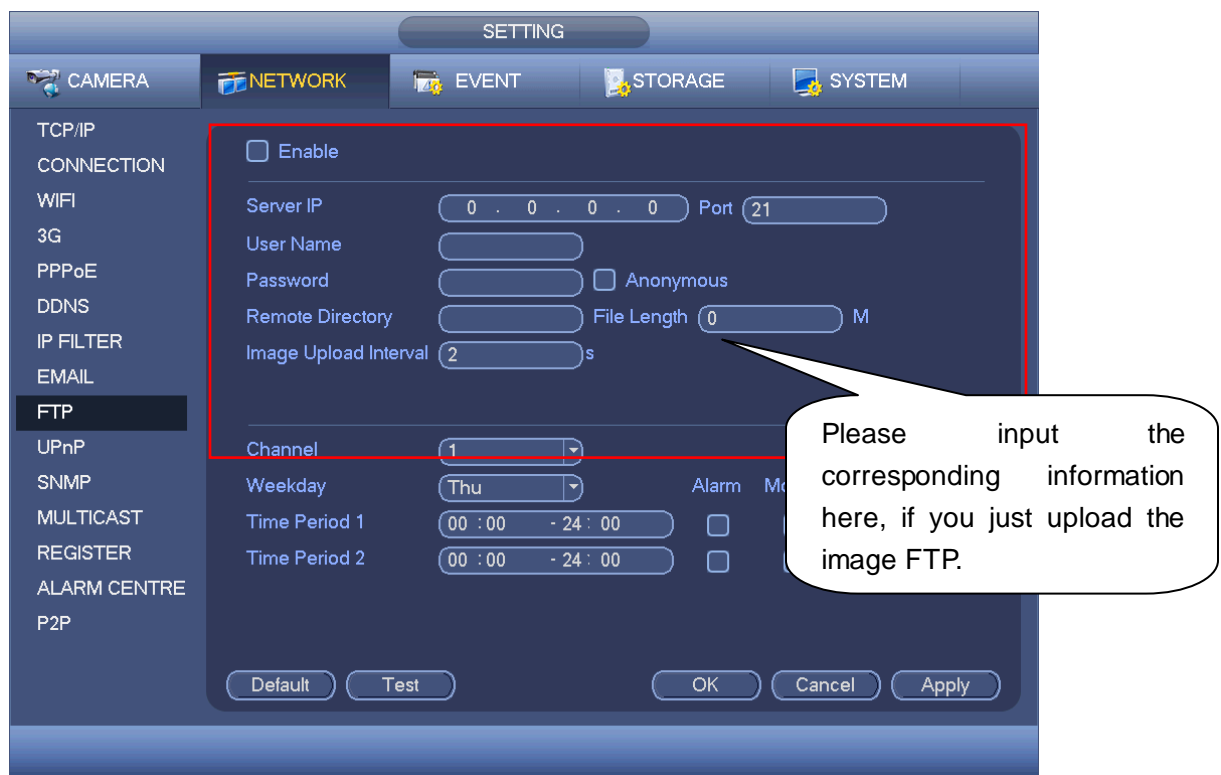 SETTING
CAMERA NETWORK EVENT STORAGE SYSTEM
TCP/IP
CONNECTION
WIFI
3G
PPPoE
DDNS
IP FILTER
EMAIL
FTP
UPnP
SNMP
MULTICAST
REGISTER
ALARM CENTRE
P2P
Enable
Server IP 0 . 0 . 0 . 0 Port 21
User Name
Password Anonymous
Remote Directory File Length 0 M
Image Upload Interval 2 s
Channel 1
Weekday Thu Alarm
Time Period 1 00 :00 - 24 : 00
Time Period 2 00 :00 - 24 : 00
Default Test OK Cancel Apply
Please input the
corresponding information
here, if you just upload the
image FTP.